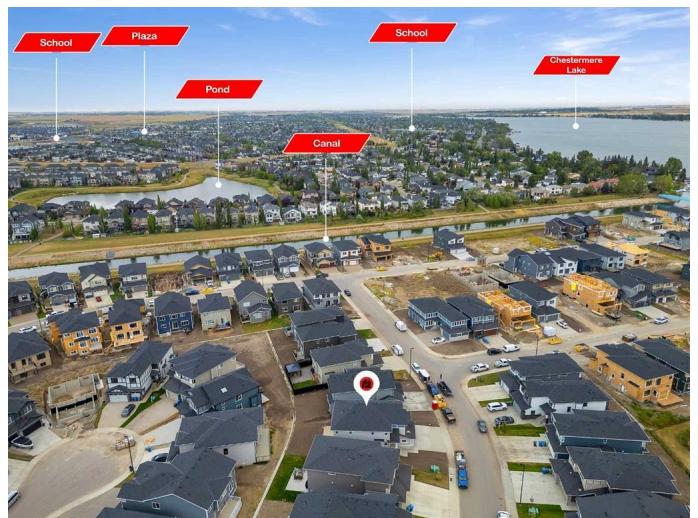 School
Plaza
School
Pond
Chestermere
Lake
Canal